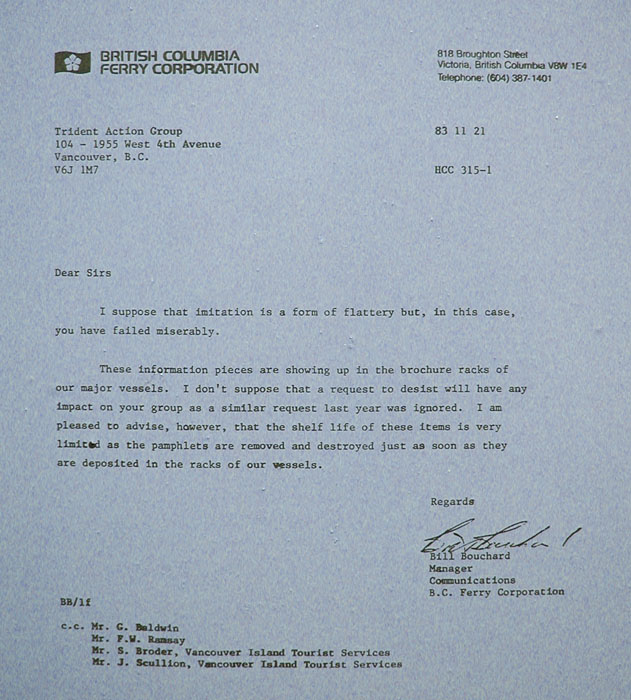 BRITISH COLUMBIA
FERRY CORPORATION
818 Broughton Street
Victoria, British Columbia V8W 1E4
Telephone: (604) 387-1401
Trident Action Group
104 - 1955 West 4th Avenue
Vancouver, B.C.
V6J 1M7
83 11 21
HCC 315-1
Dear Sirs
I suppose that imitation is a form of flattery but, in this case,
you have failed miserably.
These information pieces are showing up in the brochure racks of
our major vessels. I don't suppose that a request to desist will have any
impact on your group as a similar request last year was ignored. I am
pleased to advise, however, that the shelf life of these items is very
limited as the pamphlets are removed and destroyed just as soon as they
are deposited in the racks of our vessels.
Regards
Bill Bouchard
Bill Bouchard
Manager
Communications
B.C. Ferry Corporation
BB/lf
c.c. Mr. G. Baldwin
Mr. F.W. Ramsay
Mr. S. Broder, Vancouver Island Tourist Services
Mr. J. Scullion, Vancouver Island Tourist Services